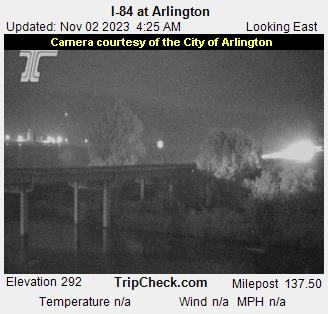 I-84 at Arlington
Updated: Nov 02 2023 4:25 AM Looking East
Camera courtesy of the City of Arlington
Elevation 292 TripCheck.com Milepost 137.50
Temperature n/a Wind n/a MPH n/a